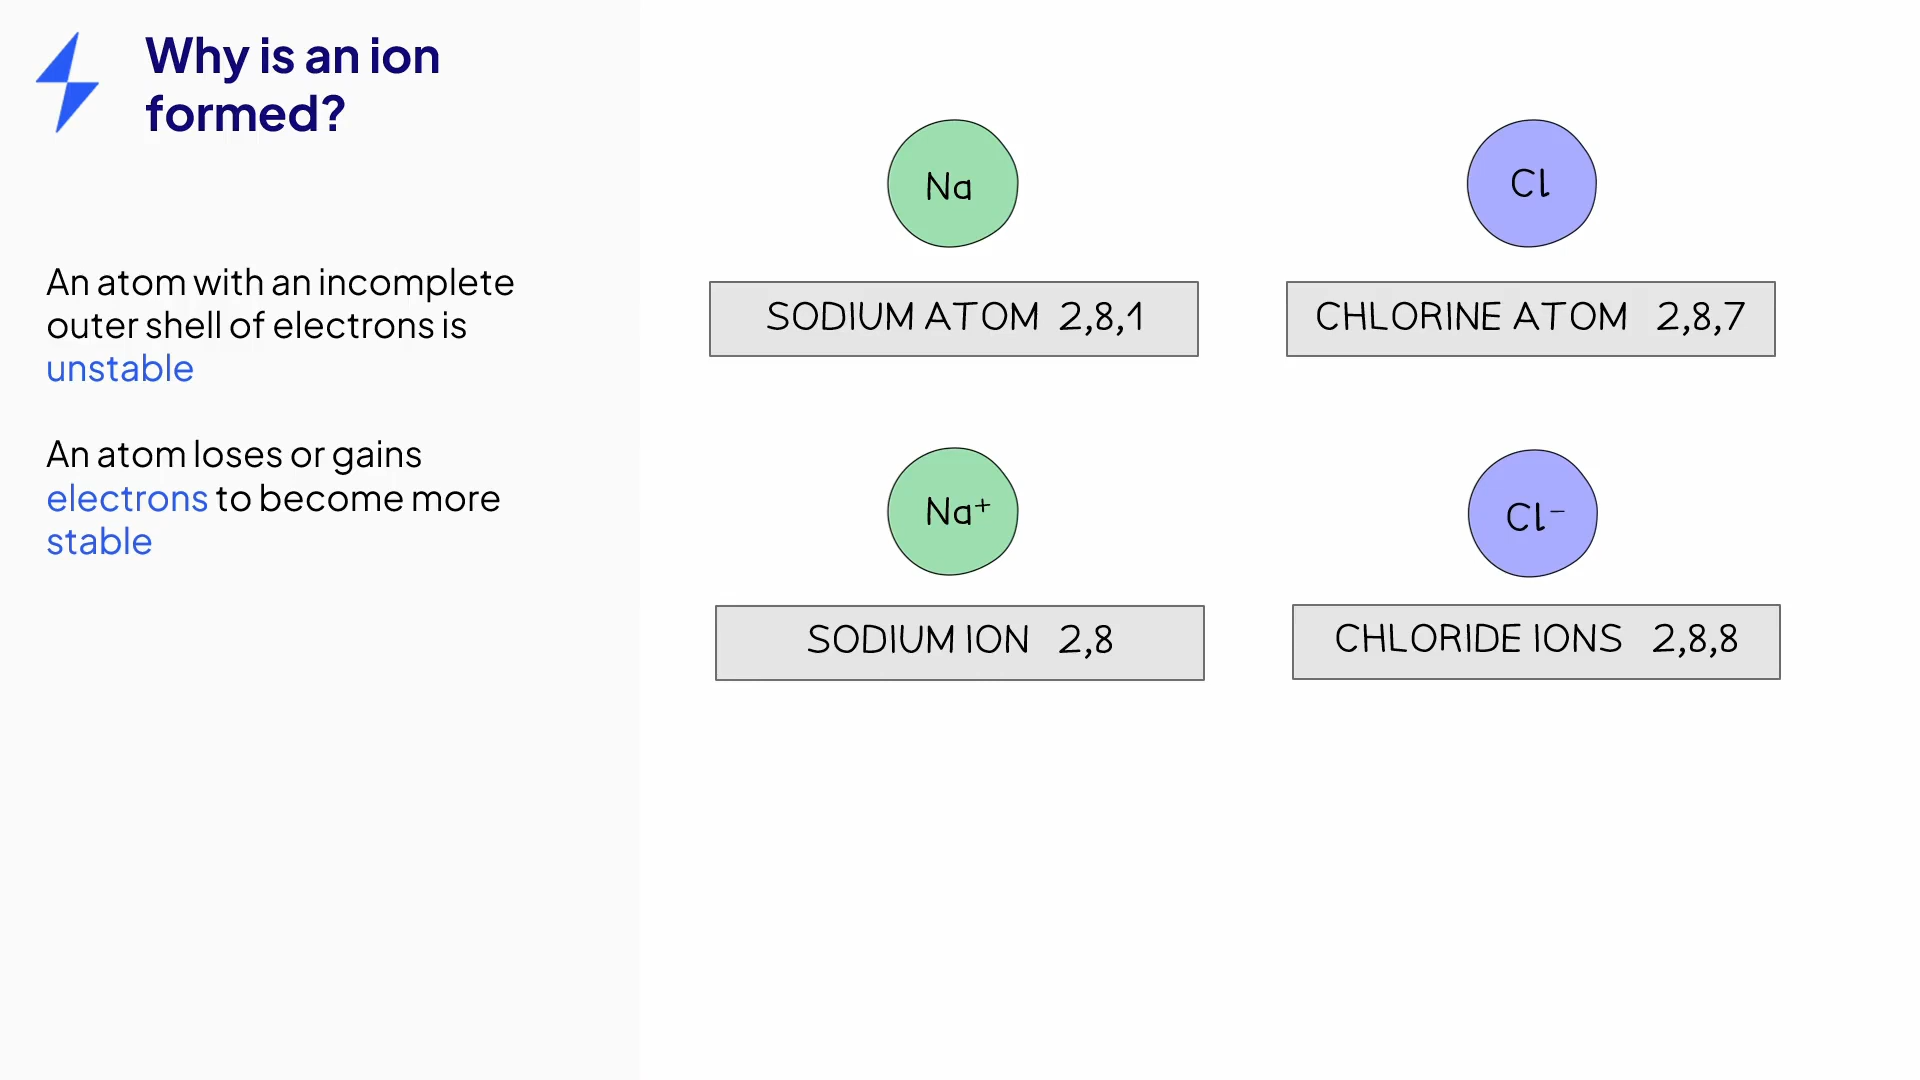 Why is an ion
formed?
An atom with an incomplete
outer shell of electrons is
unstable
An atom loses or gains
electrons to become more
stable
Na
Cl
SODIUM ATOM 2,8,1
CHLORINE ATOM 2,8,7
Na⁺
Cl⁻
SODIUM ION 2,8
CHLORIDE IONS 2,8,8